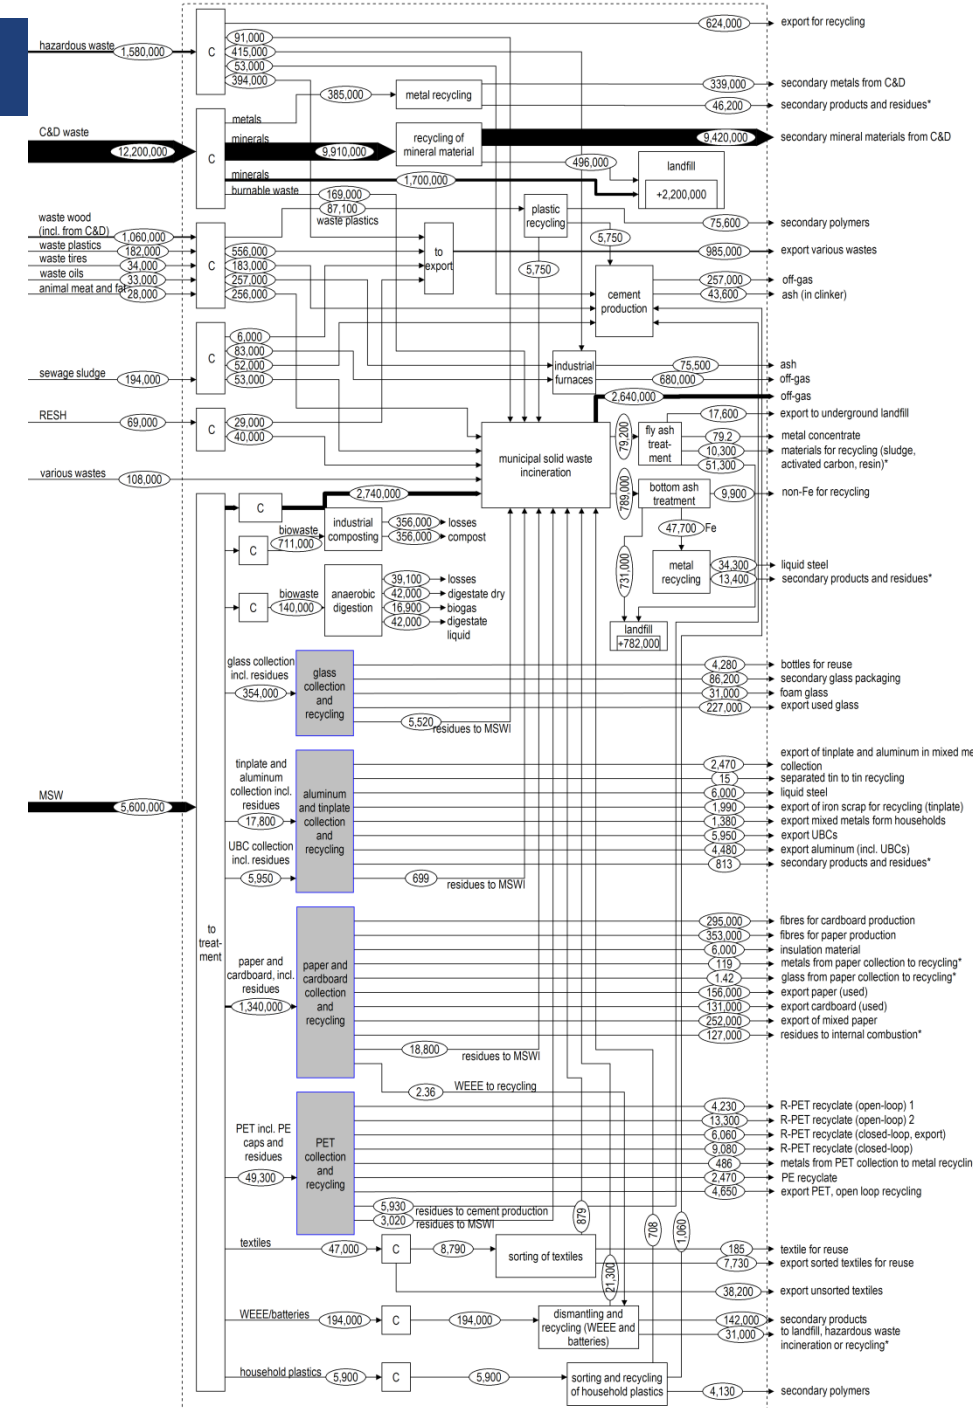 624,000 export for recycling
91,000
hazardous waste 1,580,000 C 415,000
53,000
394,000
339,000 secondary metals from C&D
385,000 metal recycling
metals
46,200 secondary products and residues*
C&D waste
minerals
12,200,000 C 9,910,000 recycling of
mineral material
9,420,000 secondary mineral materials from C&D
496,000 landfill
minerals 1,700,000
+2,200,000
burnable waste 169,000
87,100
waste plastics
plastic
recycling
waste wood
(incl. from C&D) 1,060,000
75,600 secondary polymers
5,750
waste plastics 182,000
waste tires 34,000
waste oils 33,000
animal meat and fat 28,000
C
556,000
183,000
257,000
256,000
to
export
985,000 export various wastes
5,750
cement
production
257,000 off-gas
43,600 ash (in clinker)
6,000
83,000
52,000
53,000
C
sewage sludge 194,000
industrial
furnaces
75,500 ash
680,000 off-gas
2,640,000 off-gas
RESH 69,000 C 29,000
40,000
municipal solid waste
incineration
79,200
fly ash
treat-
ment
17,600 export to underground landfill
79.2 metal concentrate
10,300 materials for recycling (sludge,
activated carbon, resin)*
51,300
various wastes 108,000
789,000
bottom ash
treatment
9,900 non-Fe for recycling
2,740,000
C
47,700 Fe
biowaste
711,000
C
industrial
composting
356,000 losses
356,000 compost
731,000
metal
recycling
34,300 liquid steel
13,400 secondary products and residues*
biowaste
140,000
C
anaerobic
digestion
39,100 losses
42,000 digestate dry
16,900 biogas
42,000 digestate
liquid
landfill
+782,000
glass collection
incl. residues
354,000
glass
collection
and
recycling
4,280 bottles for reuse
86,200 secondary glass packaging
31,000 foam glass
227,000 export used glass
5,520 residues to MSWI
MSW 5,600,000
to
treat-
ment
tinplate and
aluminum
collection incl.
residues
17,800
UBC collection
incl. residues
5,950
aluminum
and tinplate
collection
and
recycling
export of tinplate and aluminum in mixed me
2,470 collection
15 separated tin to tin recycling
6,000 liquid steel
1,990 export of iron scrap for recycling (tinplate)
1,380 export mixed metals form households
5,950 export UBCs
4,480 export aluminum (incl. UBCs)
813 secondary products and residues*
699 residues to MSWI
paper and
cardboard, incl.
residues
1,340,000
paper and
cardboard
collection
and
recycling
295,000 fibres for cardboard production
353,000 fibres for paper production
6,000 insulation material
119 metals from paper collection to recycling*
1.42 glass from paper collection to recycling*
156,000 export paper (used)
131,000 export cardboard (used)
252,000 export of mixed paper
127,000 residues to internal combustion*
18,800 residues to MSWI
2.36 WEEE to recycling
PET incl. PE
caps and
residues
49,300
PET
collection
and
recycling
4,230 R-PET recyclate (open-loop) 1
13,300 R-PET recyclate (open-loop) 2
6,060 R-PET recyclate (closed-loop, export)
9,080 R-PET recyclate (closed-loop)
486 metals from PET collection to metal recyclin
2,470 PE recyclate
4,650 export PET, open loop recycling
5,930 residues to cement production
3,020 residues to MSWI
879
708
1,060
textiles 47,000 C 8,790 sorting of textiles
185 textile for reuse
7,730 export sorted textiles for reuse
21,300
38,200 export unsorted textiles
WEEE/batteries 194,000 C 194,000
dismantling and
recycling (WEEE and
batteries)
142,000 secondary products
31,000 to landfill, hazardous waste
incineration or recycling*
household plastics 5,900 C 5,900
sorting and recycling
of household plastics
4,130 secondary polymers